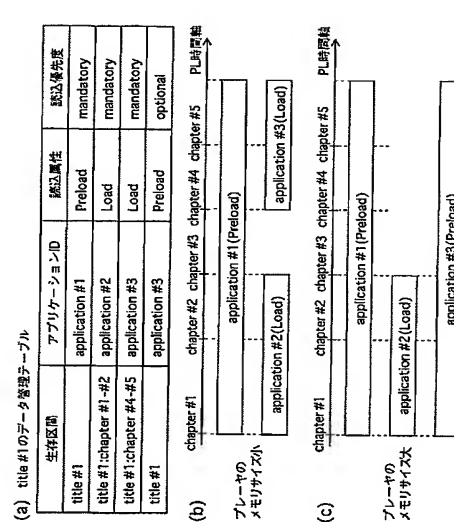 (a) title #1のデータ管理テーブル
生存区間 アプリケーションID 読込属性 読込優先度
title #1 application #1 Preload mandatory
title #1:chapter #1-#2 application #2 Load mandatory
title #1:chapter #4-#5 application #3 Load mandatory
title #1 application #3 Preload optional
(b)
chapter #1 chapter #2 chapter #3 chapter #4 chapter #5 PL時間軸
プレーヤの
メモリサイズ小
application #1(Preload)
application #2(Load)
application #3(Load)
(c)
chapter #1 chapter #2 chapter #3 chapter #4 chapter #5 PL時間軸
プレーヤの
メモリサイズ大
application #1(Preload)
application #2(Load)
application #3(Preload)